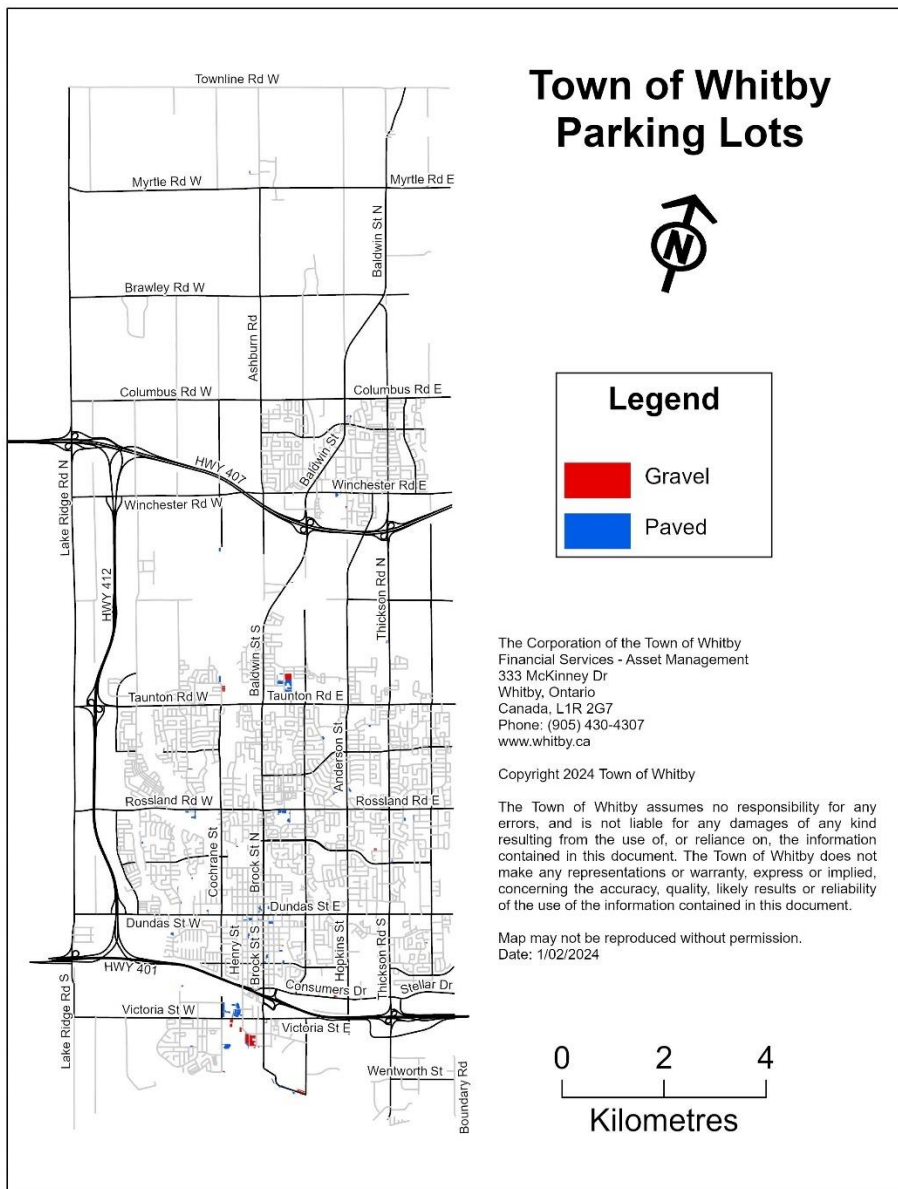 Town of Whitby
Parking Lots
N
Legend
Gravel
Paved
Townline Rd W
Myrtle Rd W
Myrtle Rd E
Baldwin St N
Brawley Rd W
Ashburn Rd
Columbus Rd W
Columbus Rd E
Baldwin St
HWY 407
Lake Ridge Rd N
Winchester Rd W
Winchester Rd E
HWY 412
Thickson Rd N
Baldwin St S
Taunton Rd W
Taunton Rd E
Anderson St
Rossland Rd W
Rossland Rd E
Cochrane St
Brock St N
Dundas St E
Dundas St W
Henry St
Brock St S
Hopkins St
Thickson Rd S
HWY 401
Consumers Dr
Stellar Dr
Lake Ridge Rd S
Victoria St W
Victoria St E
Wentworth St
Boundary Rd
The Corporation of the Town of Whitby
Financial Services - Asset Management
333 McKinney Dr
Whitby, Ontario
Canada, L1R 2G7
Phone: (905) 430-4307
www.whitby.ca
Copyright 2024 Town of Whitby
The Town of Whitby assumes no responsibility for any
errors, and is not liable for any damages of any kind
resulting from the use of, or reliance on, the information
contained in this document. The Town of Whitby does not
make any representations or warranty, express or implied,
concerning the accuracy, quality, likely results or reliability
of the use of the information contained in this document.
Map may not be reproduced without permission.
Date: 1/02/2024
0 2 4
Kilometres